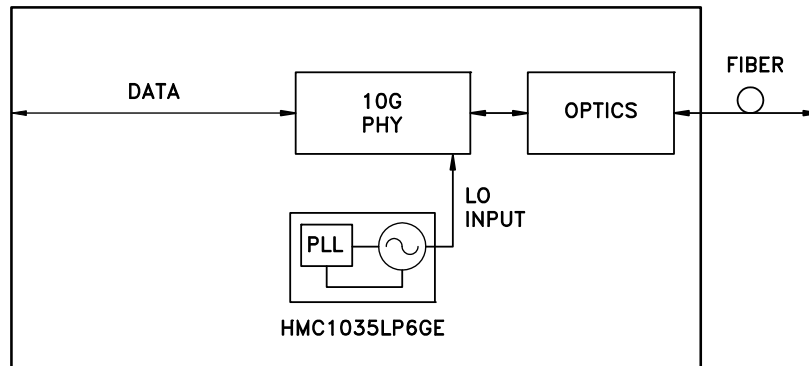 DATA
10G
PHY
OPTICS
FIBER
LO
INPUT
PLL
HMC1035LP6GE